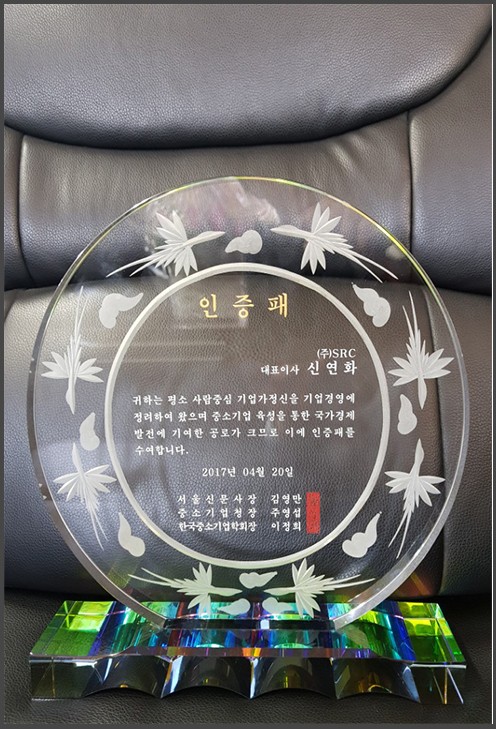 인증패
(주)SRC
대표이사 신연화
귀하는 평소 사람중심 기업가정신을 기업경영에
정려하여 왔으며 중소기업 육성을 통한 국가경제
발전에 기여한 공로가 크므로 이에 인증패를
수여합니다.
2017년 04월 20일
서울신문사장 김영만
중소기업청장 주영섭
한국중소기업학회장 이정희